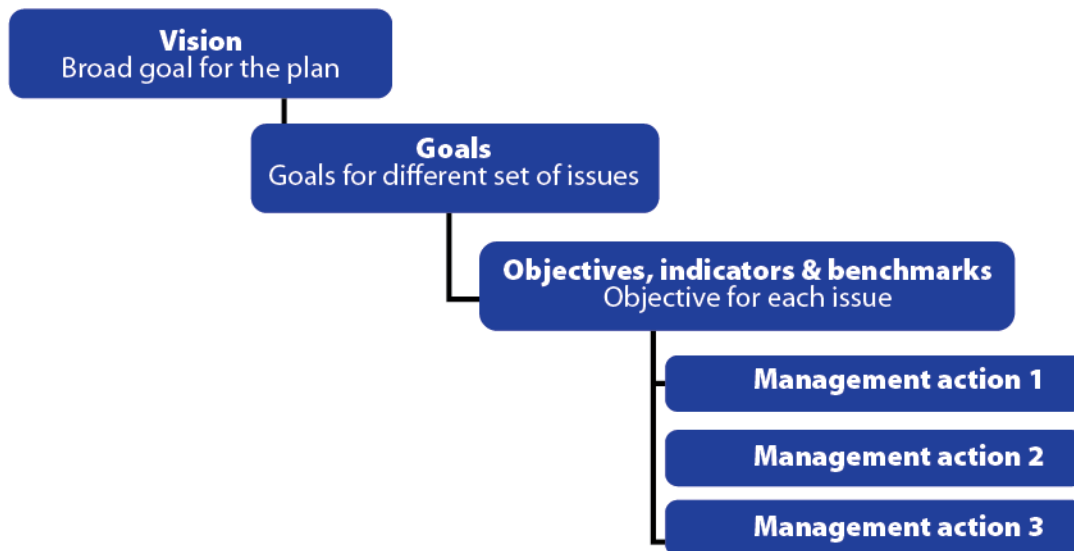 Vision
Broad goal for the plan
Goals
Goals for different set of issues
Objectives, indicators & benchmarks
Objective for each issue
Management action 1
Management action 2
Management action 3